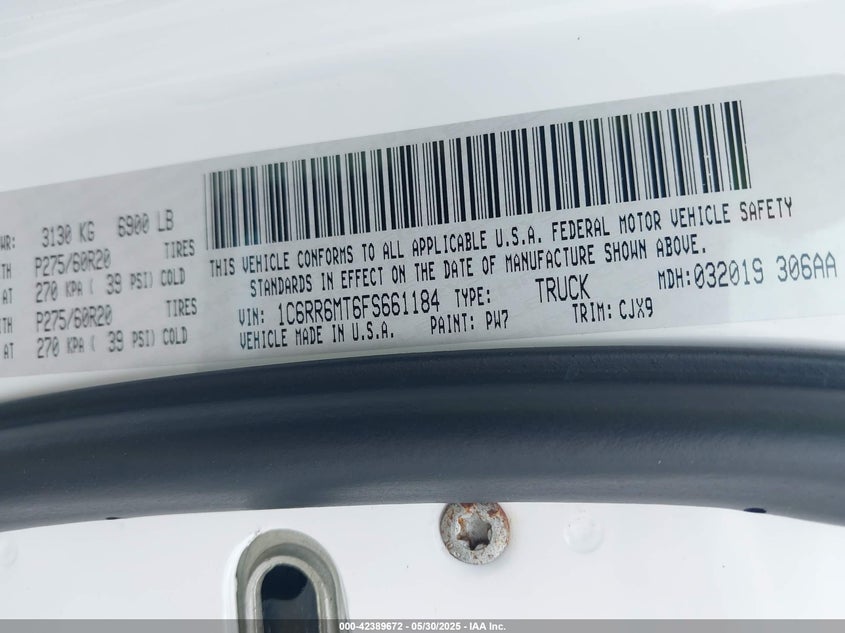 WR: 3130 KG 6900 LB
TH P275/60R20 TIRES
AT 270 KPA ( 39 PSI) COLD
TH P275/60R20 TIRES
AT 270 KPA ( 39 PSI) COLD
THIS VEHICLE CONFORMS TO ALL APPLICABLE U.S.A. FEDERAL MOTOR VEHICLE SAFETY
STANDARDS IN EFFECT ON THE DATE OF MANUFACTURE SHOWN ABOVE.
VIN: 1C6RR6MT6FS661184 TYPE: TRUCK MDH: 032019 306AA
VEHICLE MADE IN U.S.A. PAINT: PW7 TRIM: CJX9
000-42389672 - 05/30/2025 - IAA Inc.